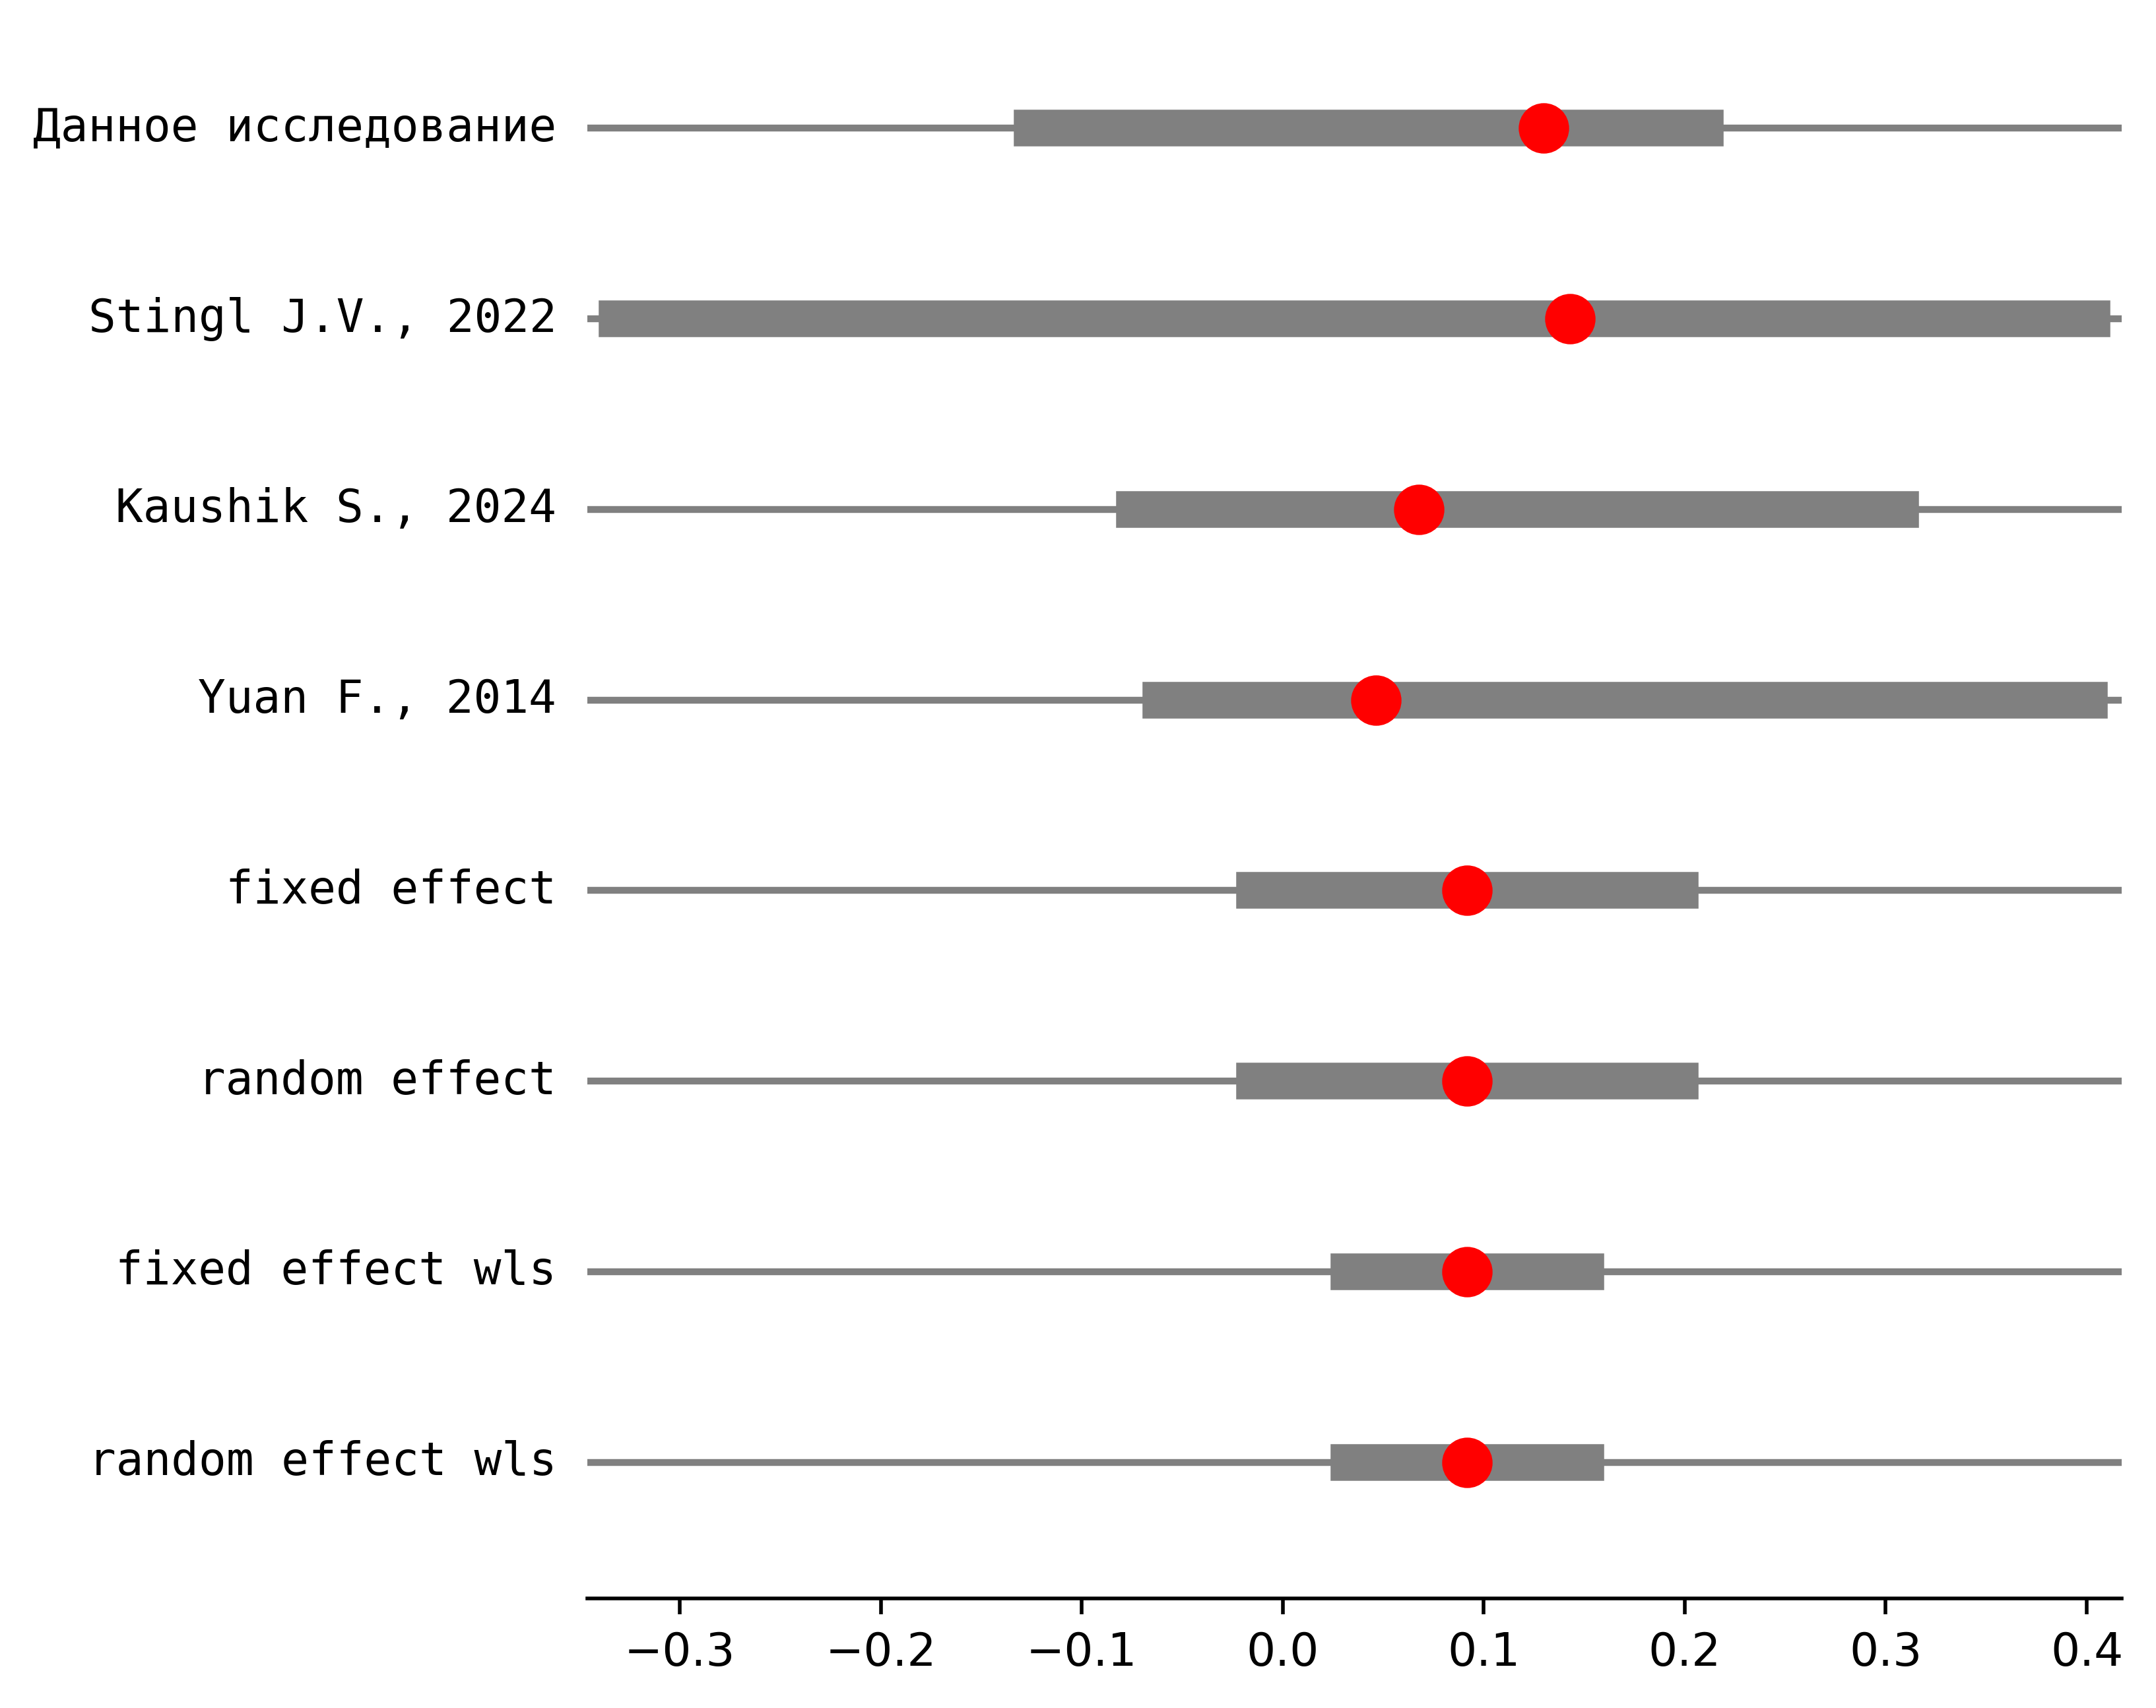 Данное исследование
Stingl J.V., 2022
Kaushik S., 2024
Yuan F., 2014
fixed effect
random effect
fixed effect wls
random effect wls
−0.3 −0.2 −0.1 0.0 0.1 0.2 0.3 0.4